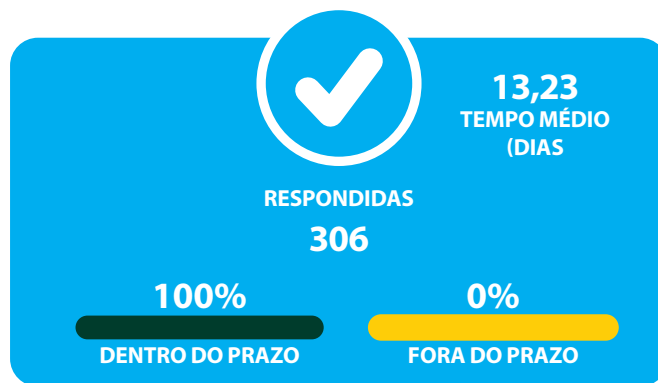 13,23
TEMPO MÉDIO
(DIAS
RESPONDIDAS
306
100%
DENTRO DO PRAZO
0%
FORA DO PRAZO